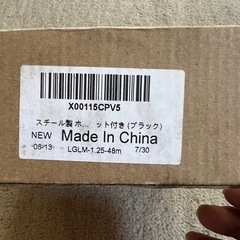 X00115CPV5
スチール製 ホ... ット付き (ブラック)
NEW Made In China
06-13 LGLM-1.25-48m 7/30